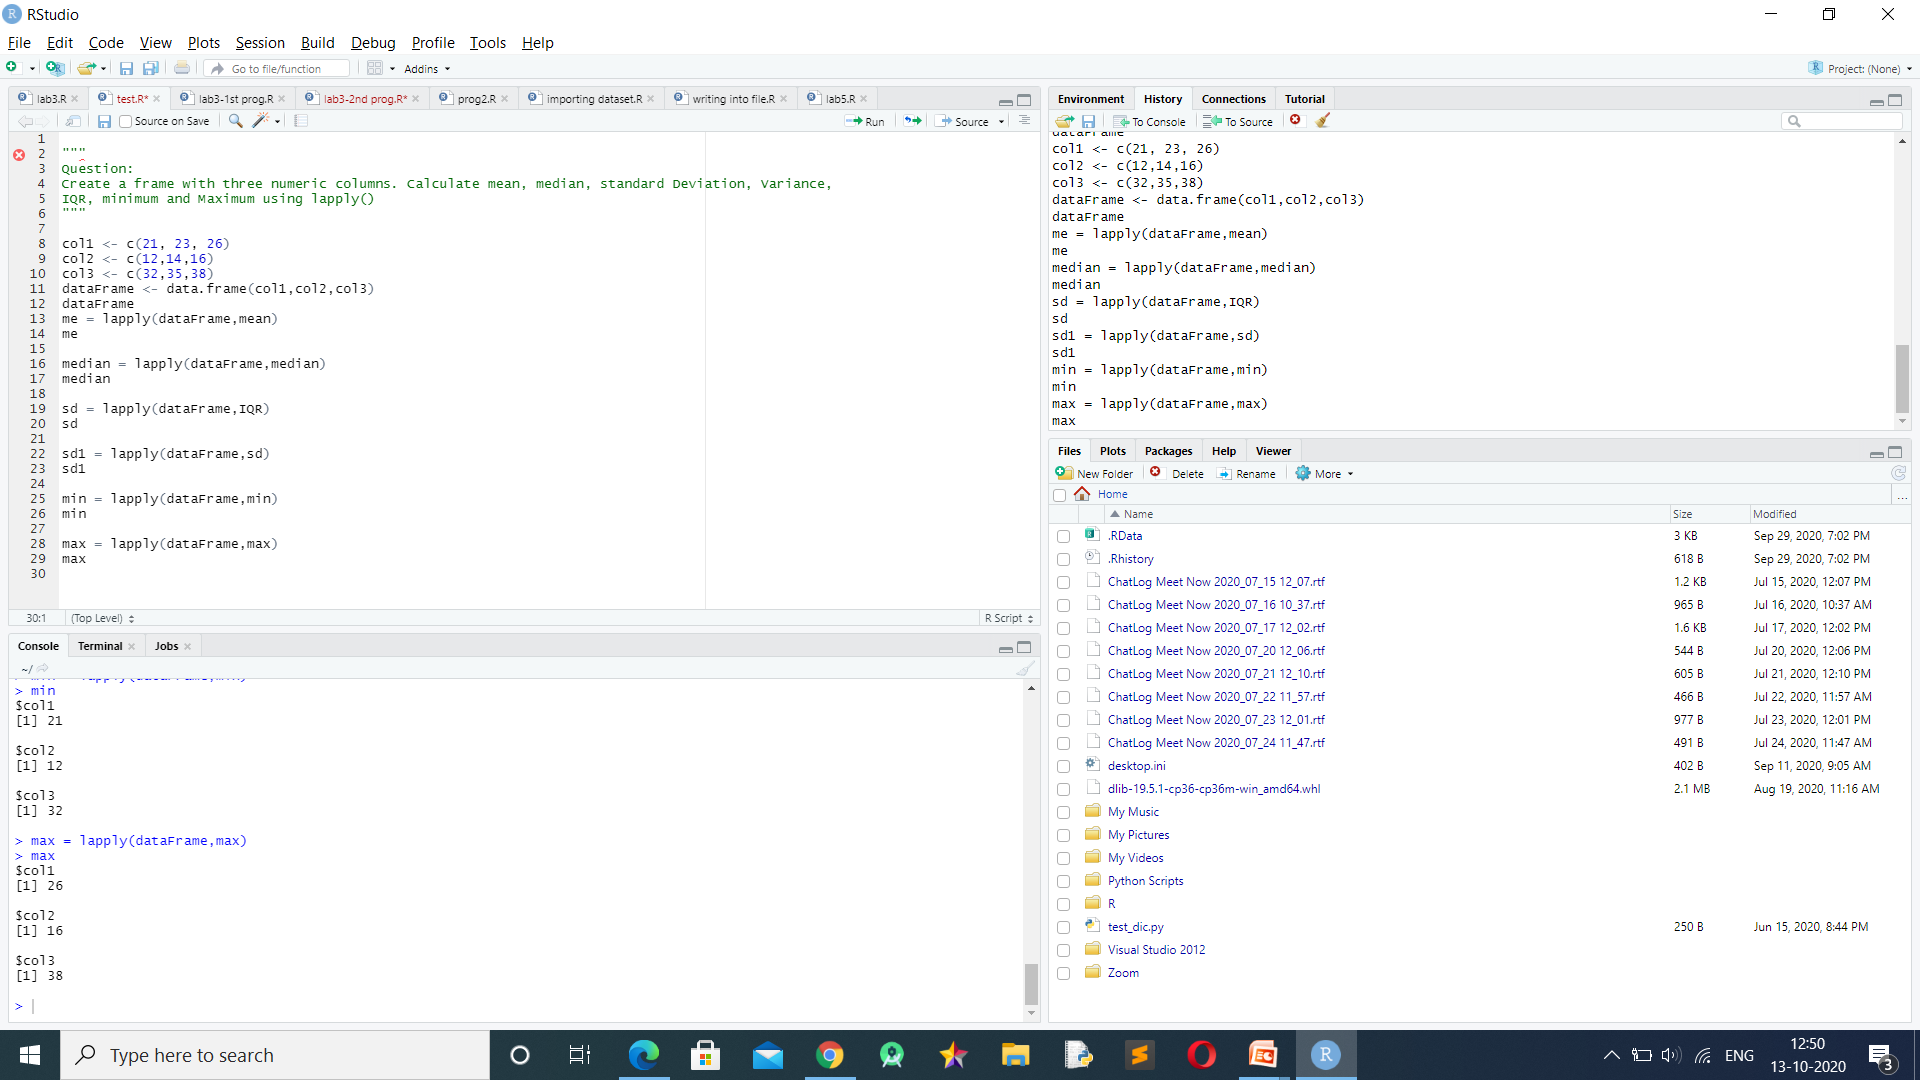 RStudio
File Edit Code View Plots Session Build Debug Profile Tools Help
Go to file/function Addins Project: (None)
lab3.R test.R* lab3-1st prog.R lab3-2nd prog.R* prog2.R importing dataset.R writing into file.R lab5.R
Source on Save Run Source
1
2 """
3 Question:
4 Create a frame with three numeric columns. Calculate mean, median, standard Deviation, Variance,
5 IQR, minimum and Maximum using lapply()
6 """
7
8 col1 <- c(21, 23, 26)
9 col2 <- c(12,14,16)
10 col3 <- c(32,35,38)
11 dataFrame <- data.frame(col1,col2,col3)
12 dataFrame
13 me = lapply(dataFrame,mean)
14 me
15
16 median = lapply(dataFrame,median)
17 median
18
19 sd = lapply(dataFrame,IQR)
20 sd
21
22 sd1 = lapply(dataFrame,sd)
23 sd1
24
25 min = lapply(dataFrame,min)
26 min
27
28 max = lapply(dataFrame,max)
29 max
30
30:1 (Top Level) R Script
Console Terminal Jobs
~/
> min = lapply(dataFrame,min)
> min
$col1
[1] 21
$col2
[1] 12
$col3
[1] 32
> max = lapply(dataFrame,max)
> max
$col1
[1] 26
$col2
[1] 16
$col3
[1] 38
>
Environment History Connections Tutorial
To Console To Source
dataFrame
col1 <- c(21, 23, 26)
col2 <- c(12,14,16)
col3 <- c(32,35,38)
dataFrame <- data.frame(col1,col2,col3)
dataFrame
me = lapply(dataFrame,mean)
me
median = lapply(dataFrame,median)
median
sd = lapply(dataFrame,IQR)
sd
sd1 = lapply(dataFrame,sd)
sd1
min = lapply(dataFrame,min)
min
max = lapply(dataFrame,max)
max
Files Plots Packages Help Viewer
New Folder Delete Rename More
Home ...
Name Size Modified
.RData 3 KB Sep 29, 2020, 7:02 PM
.Rhistory 618 B Sep 29, 2020, 7:02 PM
ChatLog Meet Now 2020_07_15 12_07.rtf 1.2 KB Jul 15, 2020, 12:07 PM
ChatLog Meet Now 2020_07_16 10_37.rtf 965 B Jul 16, 2020, 10:37 AM
ChatLog Meet Now 2020_07_17 12_02.rtf 1.6 KB Jul 17, 2020, 12:02 PM
ChatLog Meet Now 2020_07_20 12_06.rtf 544 B Jul 20, 2020, 12:06 PM
ChatLog Meet Now 2020_07_21 12_10.rtf 605 B Jul 21, 2020, 12:10 PM
ChatLog Meet Now 2020_07_22 11_57.rtf 466 B Jul 22, 2020, 11:57 AM
ChatLog Meet Now 2020_07_23 12_01.rtf 977 B Jul 23, 2020, 12:01 PM
ChatLog Meet Now 2020_07_24 11_47.rtf 491 B Jul 24, 2020, 11:47 AM
desktop.ini 402 B Sep 11, 2020, 9:05 AM
dlib-19.5.1-cp36-cp36m-win_amd64.whl 2.1 MB Aug 19, 2020, 11:16 AM
My Music
My Pictures
My Videos
Python Scripts
R
test_dic.py 250 B Jun 15, 2020, 8:44 PM
Visual Studio 2012
Zoom
Type here to search
ENG
12:50
13-10-2020
3